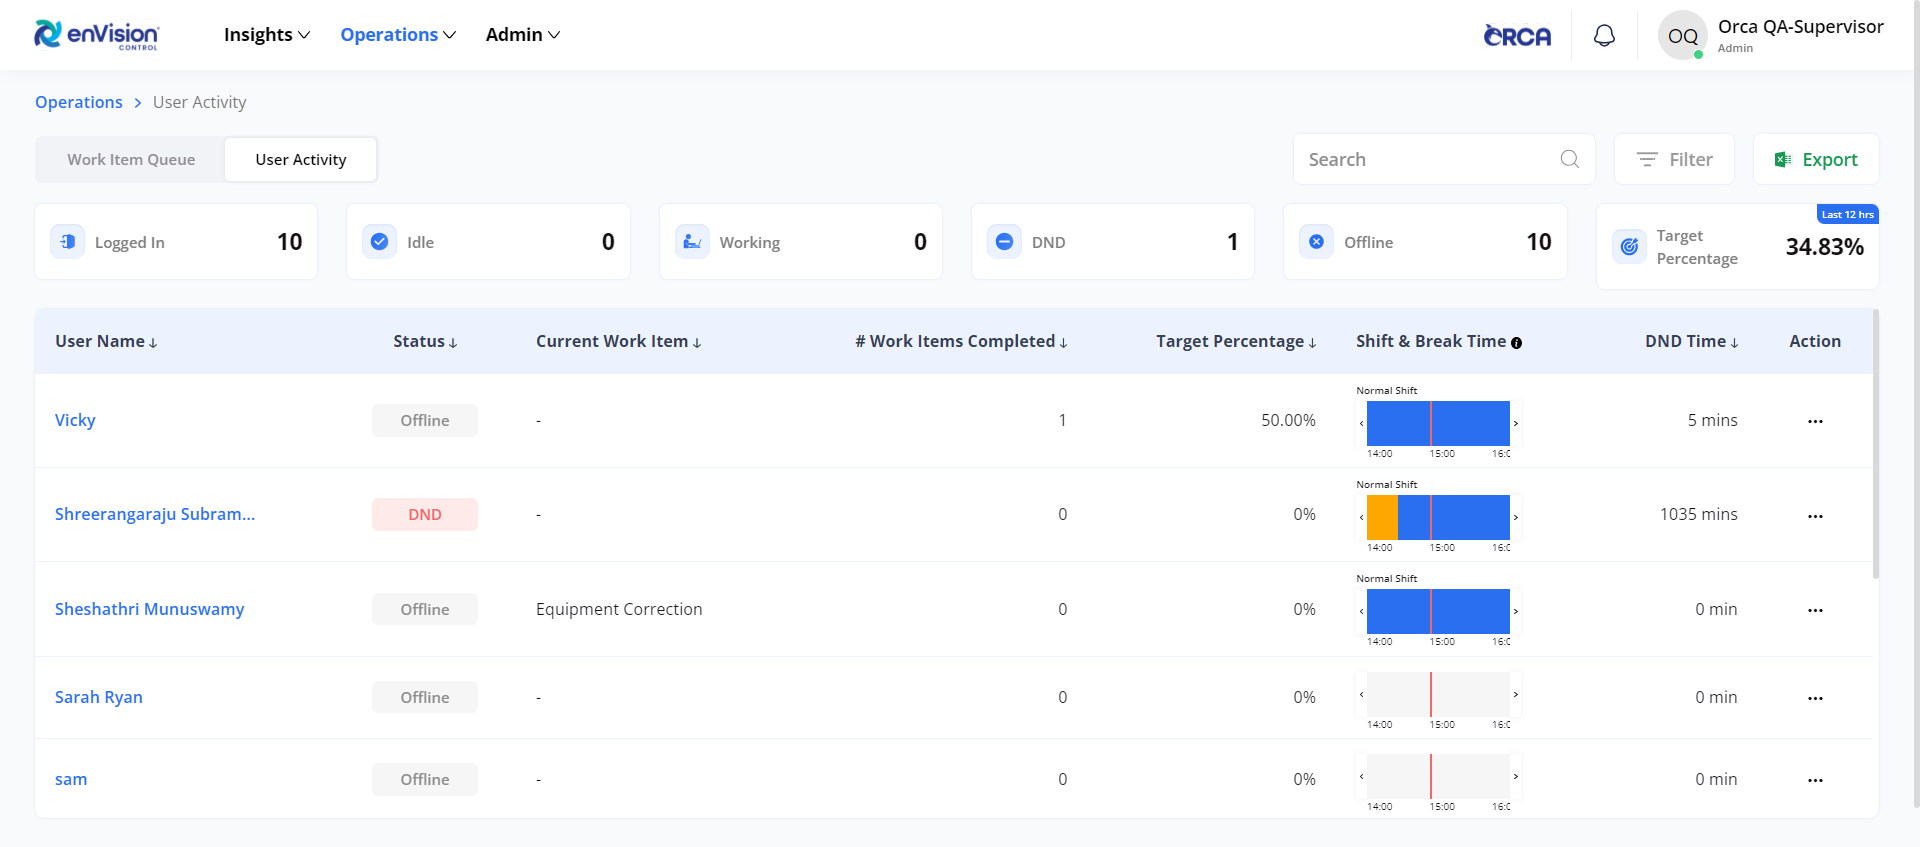 enVision
CONTROL
Insights
Operations
Admin
ORCA
OQ
Orca QA-Supervisor
Admin
Operations > User Activity
Work Item Queue
User Activity
Search
Filter
Export
Logged In 10
Idle 0
Working 0
DND 1
Offline 10
Last 12 hrs
Target Percentage 34.83%
User Name↓ Status↓ Current Work Item↓ # Work Items Completed↓ Target Percentage↓ Shift & Break Time DND Time↓ Action
Normal Shift
Vicky Offline - 1 50.00% ‹ › 5 mins ...
14:00 15:00 16:0
Normal Shift
Shreerangaraju Subram... DND - 0 0% ‹ › 1035 mins ...
14:00 15:00 16:0
Normal Shift
Sheshathri Munuswamy Offline Equipment Correction 0 0% ‹ › 0 min ...
14:00 15:00 16:0
Sarah Ryan Offline - 0 0% ‹ › 0 min ...
14:00 15:00 16:0
sam Offline - 0 0% ‹ › 0 min ...
14:00 15:00 16:0